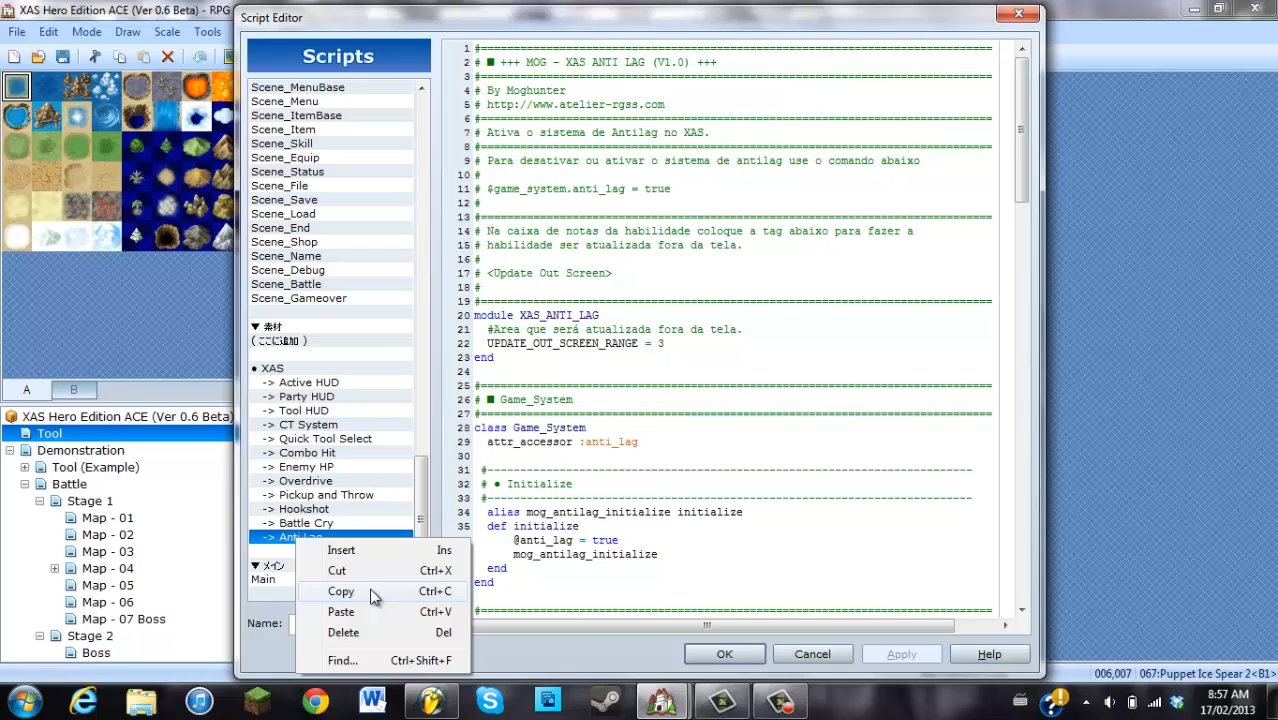 XAS Hero Edition ACE (Ver 0.6 Beta) - RPG
File Edit Mode Draw Scale Tools
A B
XAS Hero Edition ACE (Ver 0.6 Beta)
Tool
Demonstration
Tool (Example)
Battle
Stage 1
Map - 01
Map - 02
Map - 03
Map - 04
Map - 05
Map - 06
Map - 07 Boss
Stage 2
Boss
Script Editor
Scripts
Scene_MenuBase
Scene_Menu
Scene_ItemBase
Scene_Item
Scene_Skill
Scene_Equip
Scene_Status
Scene_File
Scene_Save
Scene_Load
Scene_End
Scene_Shop
Scene_Name
Scene_Debug
Scene_Battle
Scene_Gameover
▼ 素材
(ここに追加)
● XAS
-> Active HUD
-> Party HUD
-> Tool HUD
-> CT System
-> Quick Tool Select
-> Combo Hit
-> Enemy HP
-> Overdrive
-> Pickup and Throw
-> Hookshot
-> Battle Cry
-> Anti Lag
▼ メイン
Main
Name:
Insert Ins
Cut Ctrl+X
Copy Ctrl+C
Paste Ctrl+V
Delete Del
Find... Ctrl+Shift+F
1 #==============================================================================
2 # ■ +++ MOG - XAS ANTI LAG (V1.0) +++
3 #==============================================================================
4 # By Moghunter
5 # http://www.atelier-rgss.com
6 #==============================================================================
7 # Ativa o sistema de Antilag no XAS.
8 #==============================================================================
9 # Para desativar ou ativar o sistema de antilag use o comando abaixo
10 #
11 # $game_system.anti_lag = true
12 #
13 #==============================================================================
14 # Na caixa de notas da habilidade coloque a tag abaixo para fazer a
15 # habilidade ser atualizada fora da tela.
16 #
17 # <Update Out Screen>
18 #
19 #==============================================================================
20 module XAS_ANTI_LAG
21 #Area que será atualizada fora da tela.
22 UPDATE_OUT_SCREEN_RANGE = 3
23 end
24
25 #==============================================================================
26 # ■ Game_System
27 #==============================================================================
28 class Game_System
29 attr_accessor :anti_lag
30
31 #--------------------------------------------------------------------------
32 # ● Initialize
33 #--------------------------------------------------------------------------
34 alias mog_antilag_initialize initialize
35 def initialize
@anti_lag = true
mog_antilag_initialize
end
end
#==============================================================================
OK Cancel Apply Help
006,007 067:Puppet Ice Spear 2<B1>
8:57 AM
17/02/2013